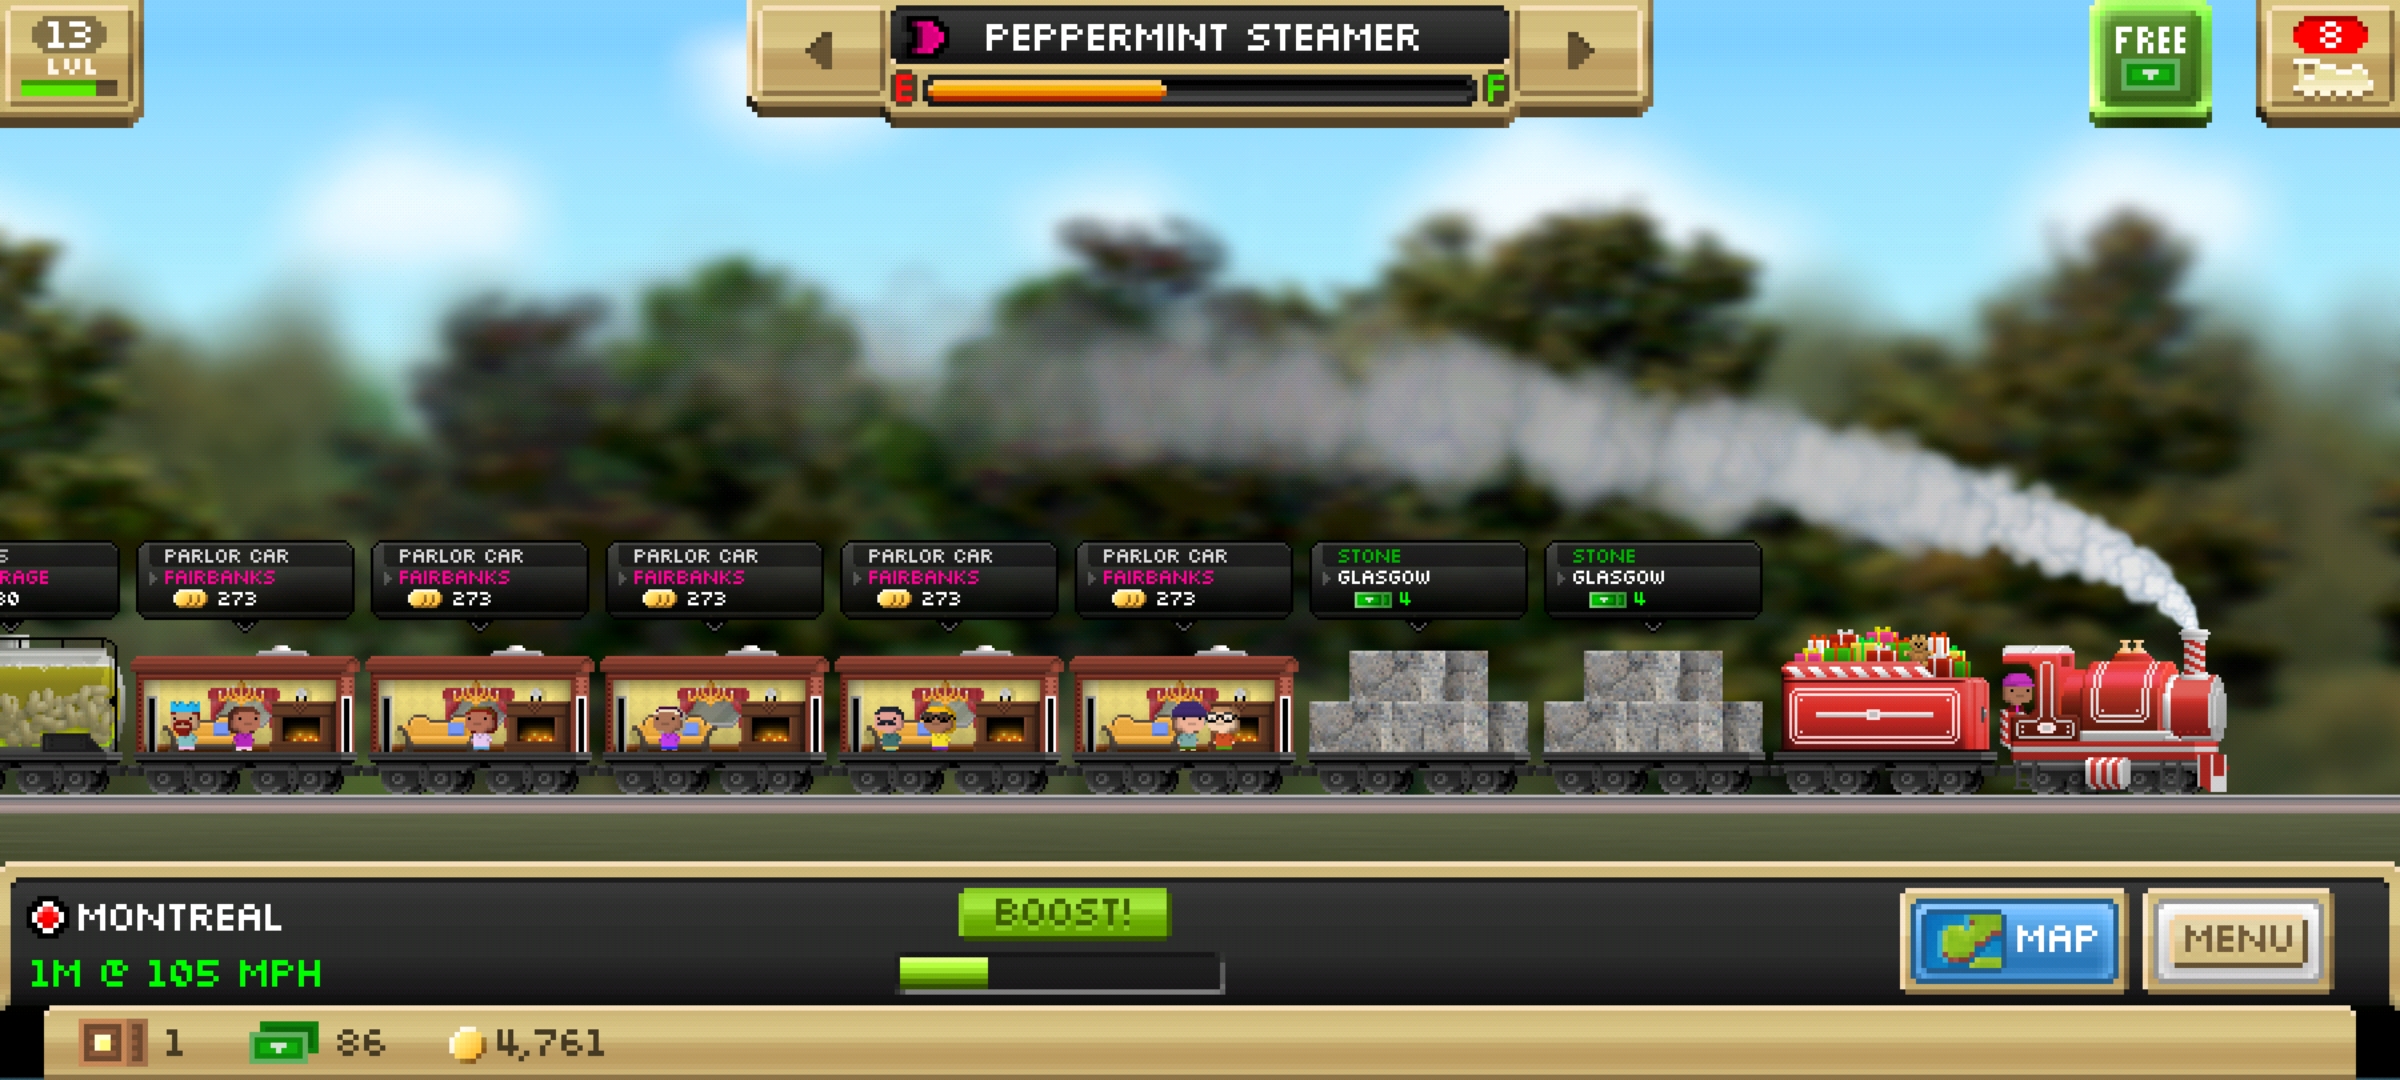 13
LVL
PEPPERMINT STEAMER
E
F
FREE
8
S
RAGE
30
PARLOR CAR
FAIRBANKS
273
PARLOR CAR
FAIRBANKS
273
PARLOR CAR
FAIRBANKS
273
PARLOR CAR
FAIRBANKS
273
PARLOR CAR
FAIRBANKS
273
STONE
GLASGOW
4
STONE
GLASGOW
4
MONTREAL
1M @ 105 MPH
BOOST!
MAP
MENU
1
86
4,761